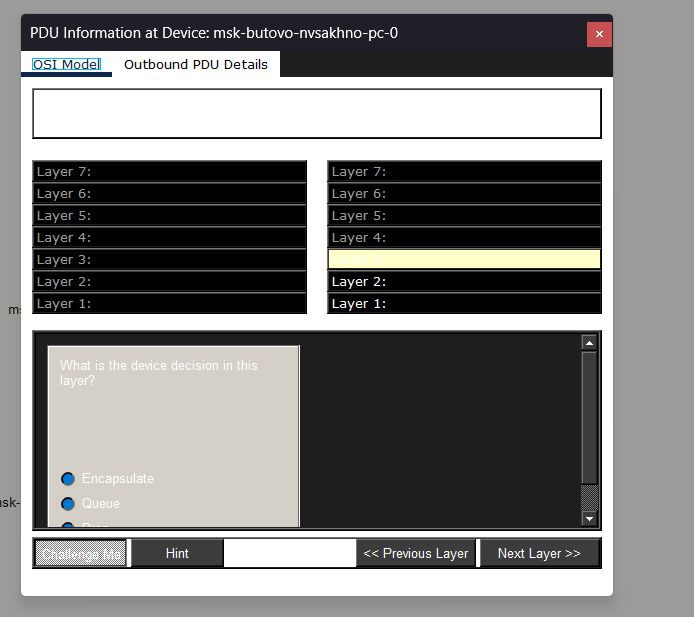 PDU Information at Device: msk-butovo-nvsakhno-pc-0
OSI Model Outbound PDU Details
Layer 7: Layer 7:
Layer 6: Layer 6:
Layer 5: Layer 5:
Layer 4: Layer 4:
Layer 3: Layer 3:
Layer 2: Layer 2:
Layer 1: Layer 1:
What is the device decision in this
layer?
Encapsulate
Queue
Drop
Challenge Me Hint << Previous Layer Next Layer >>